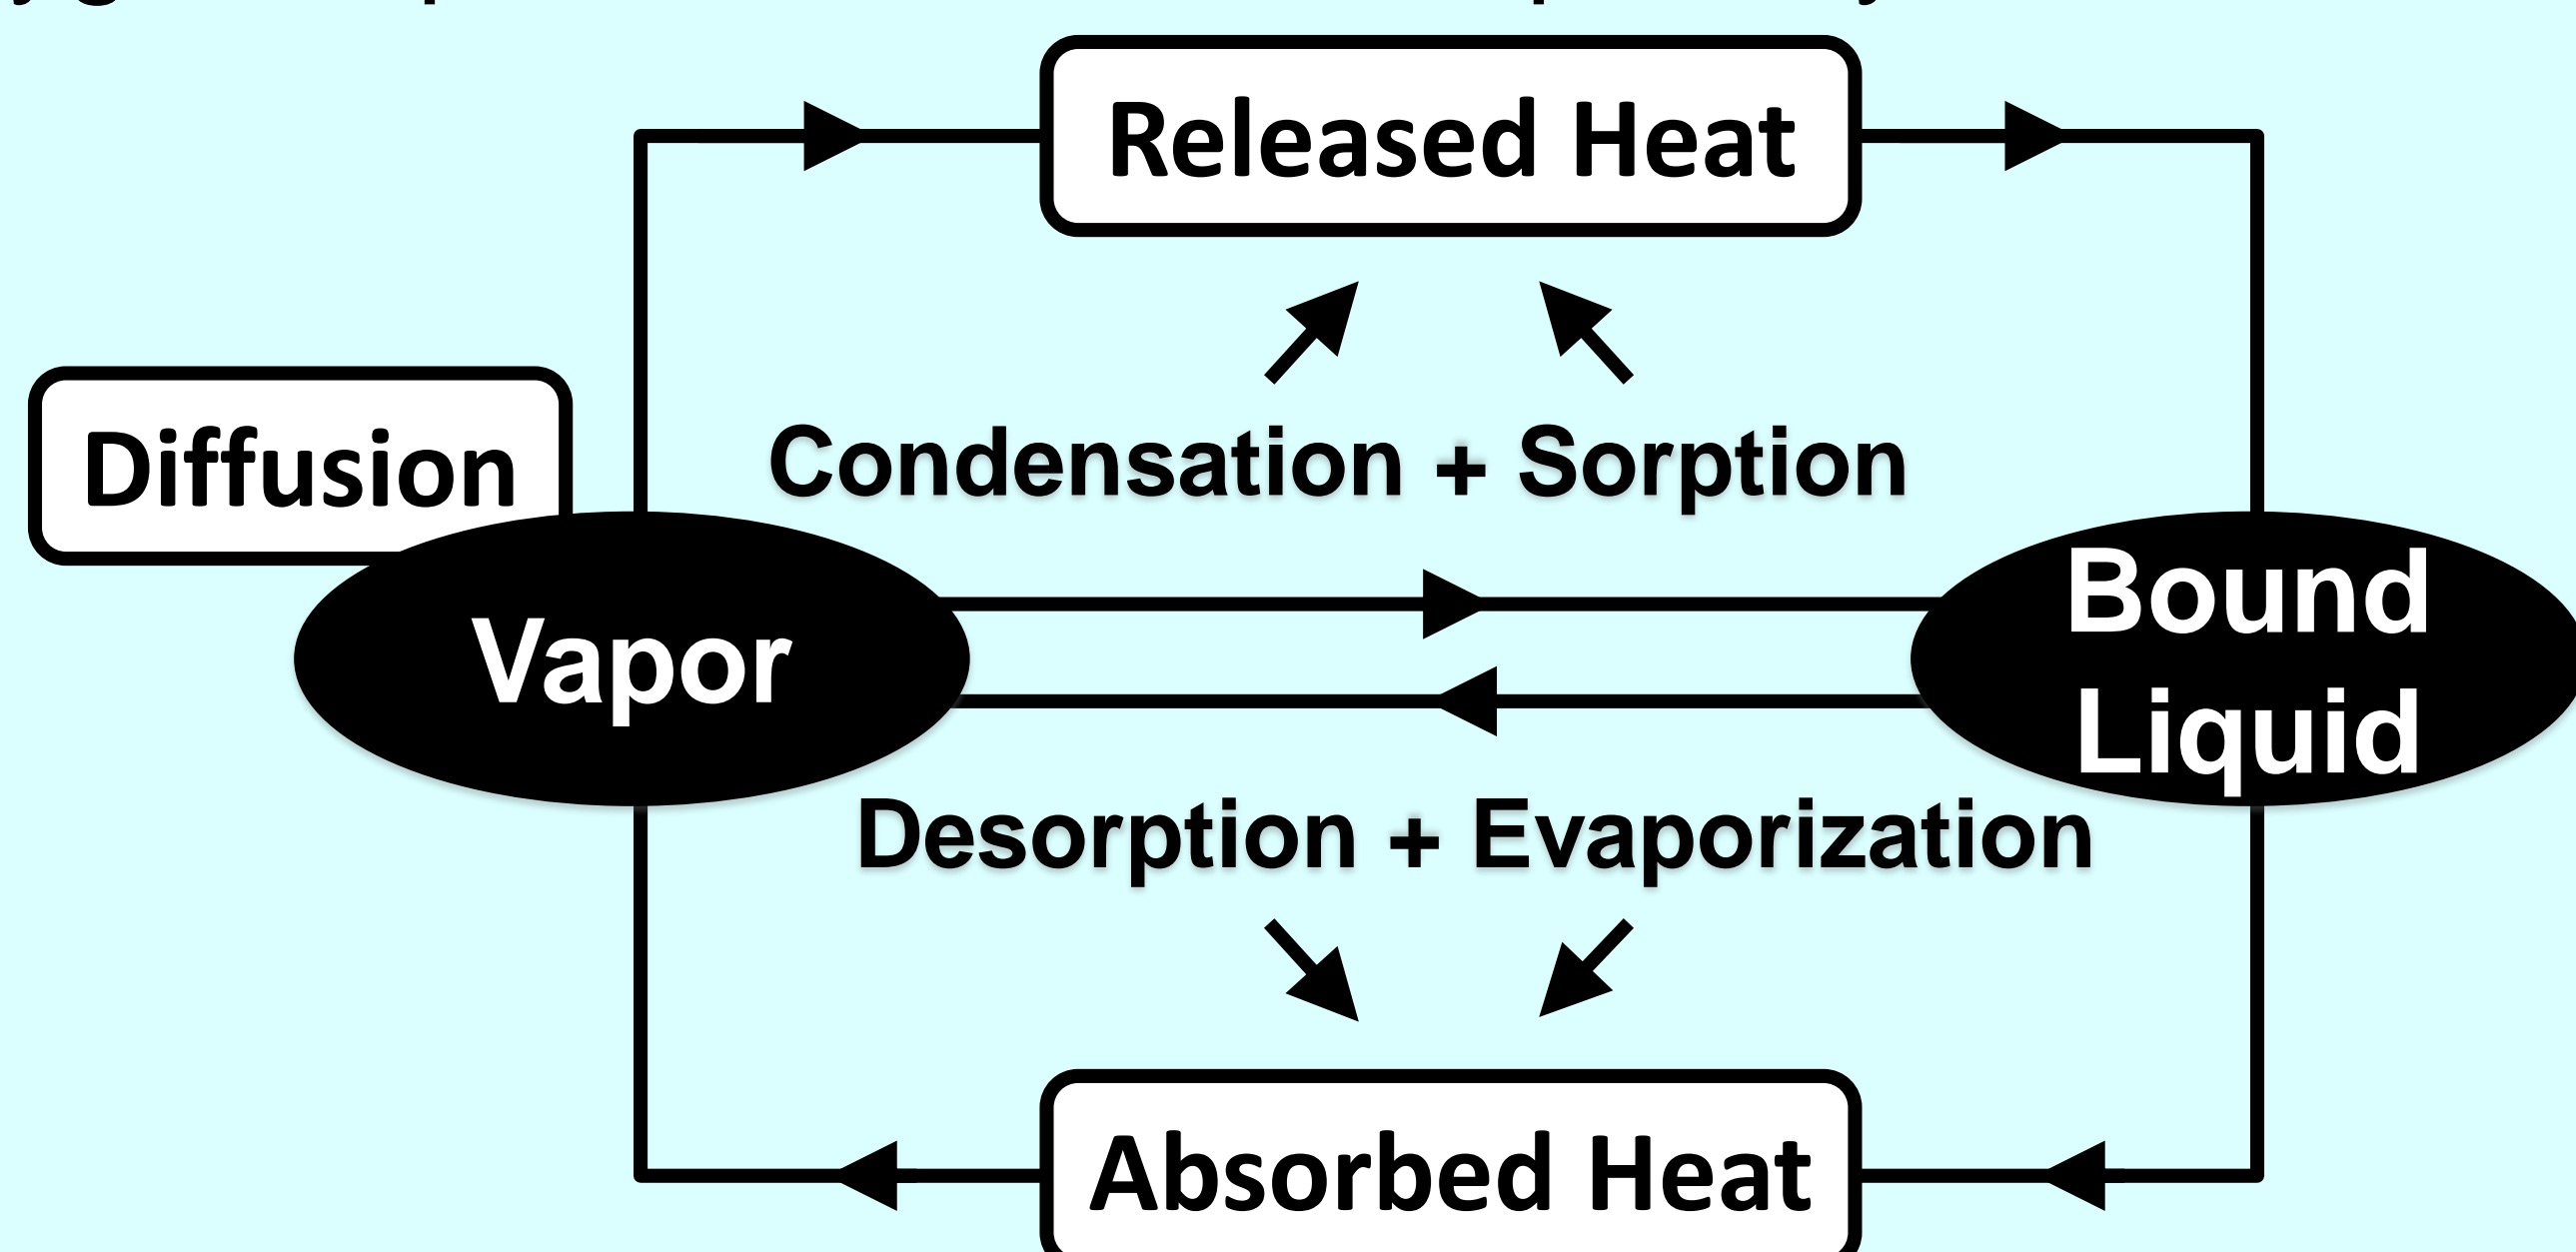 Released Heat
Condensation + Sorption
Diffusion
Vapor
Bound
Liquid
Desorption + Evaporization
Absorbed Heat